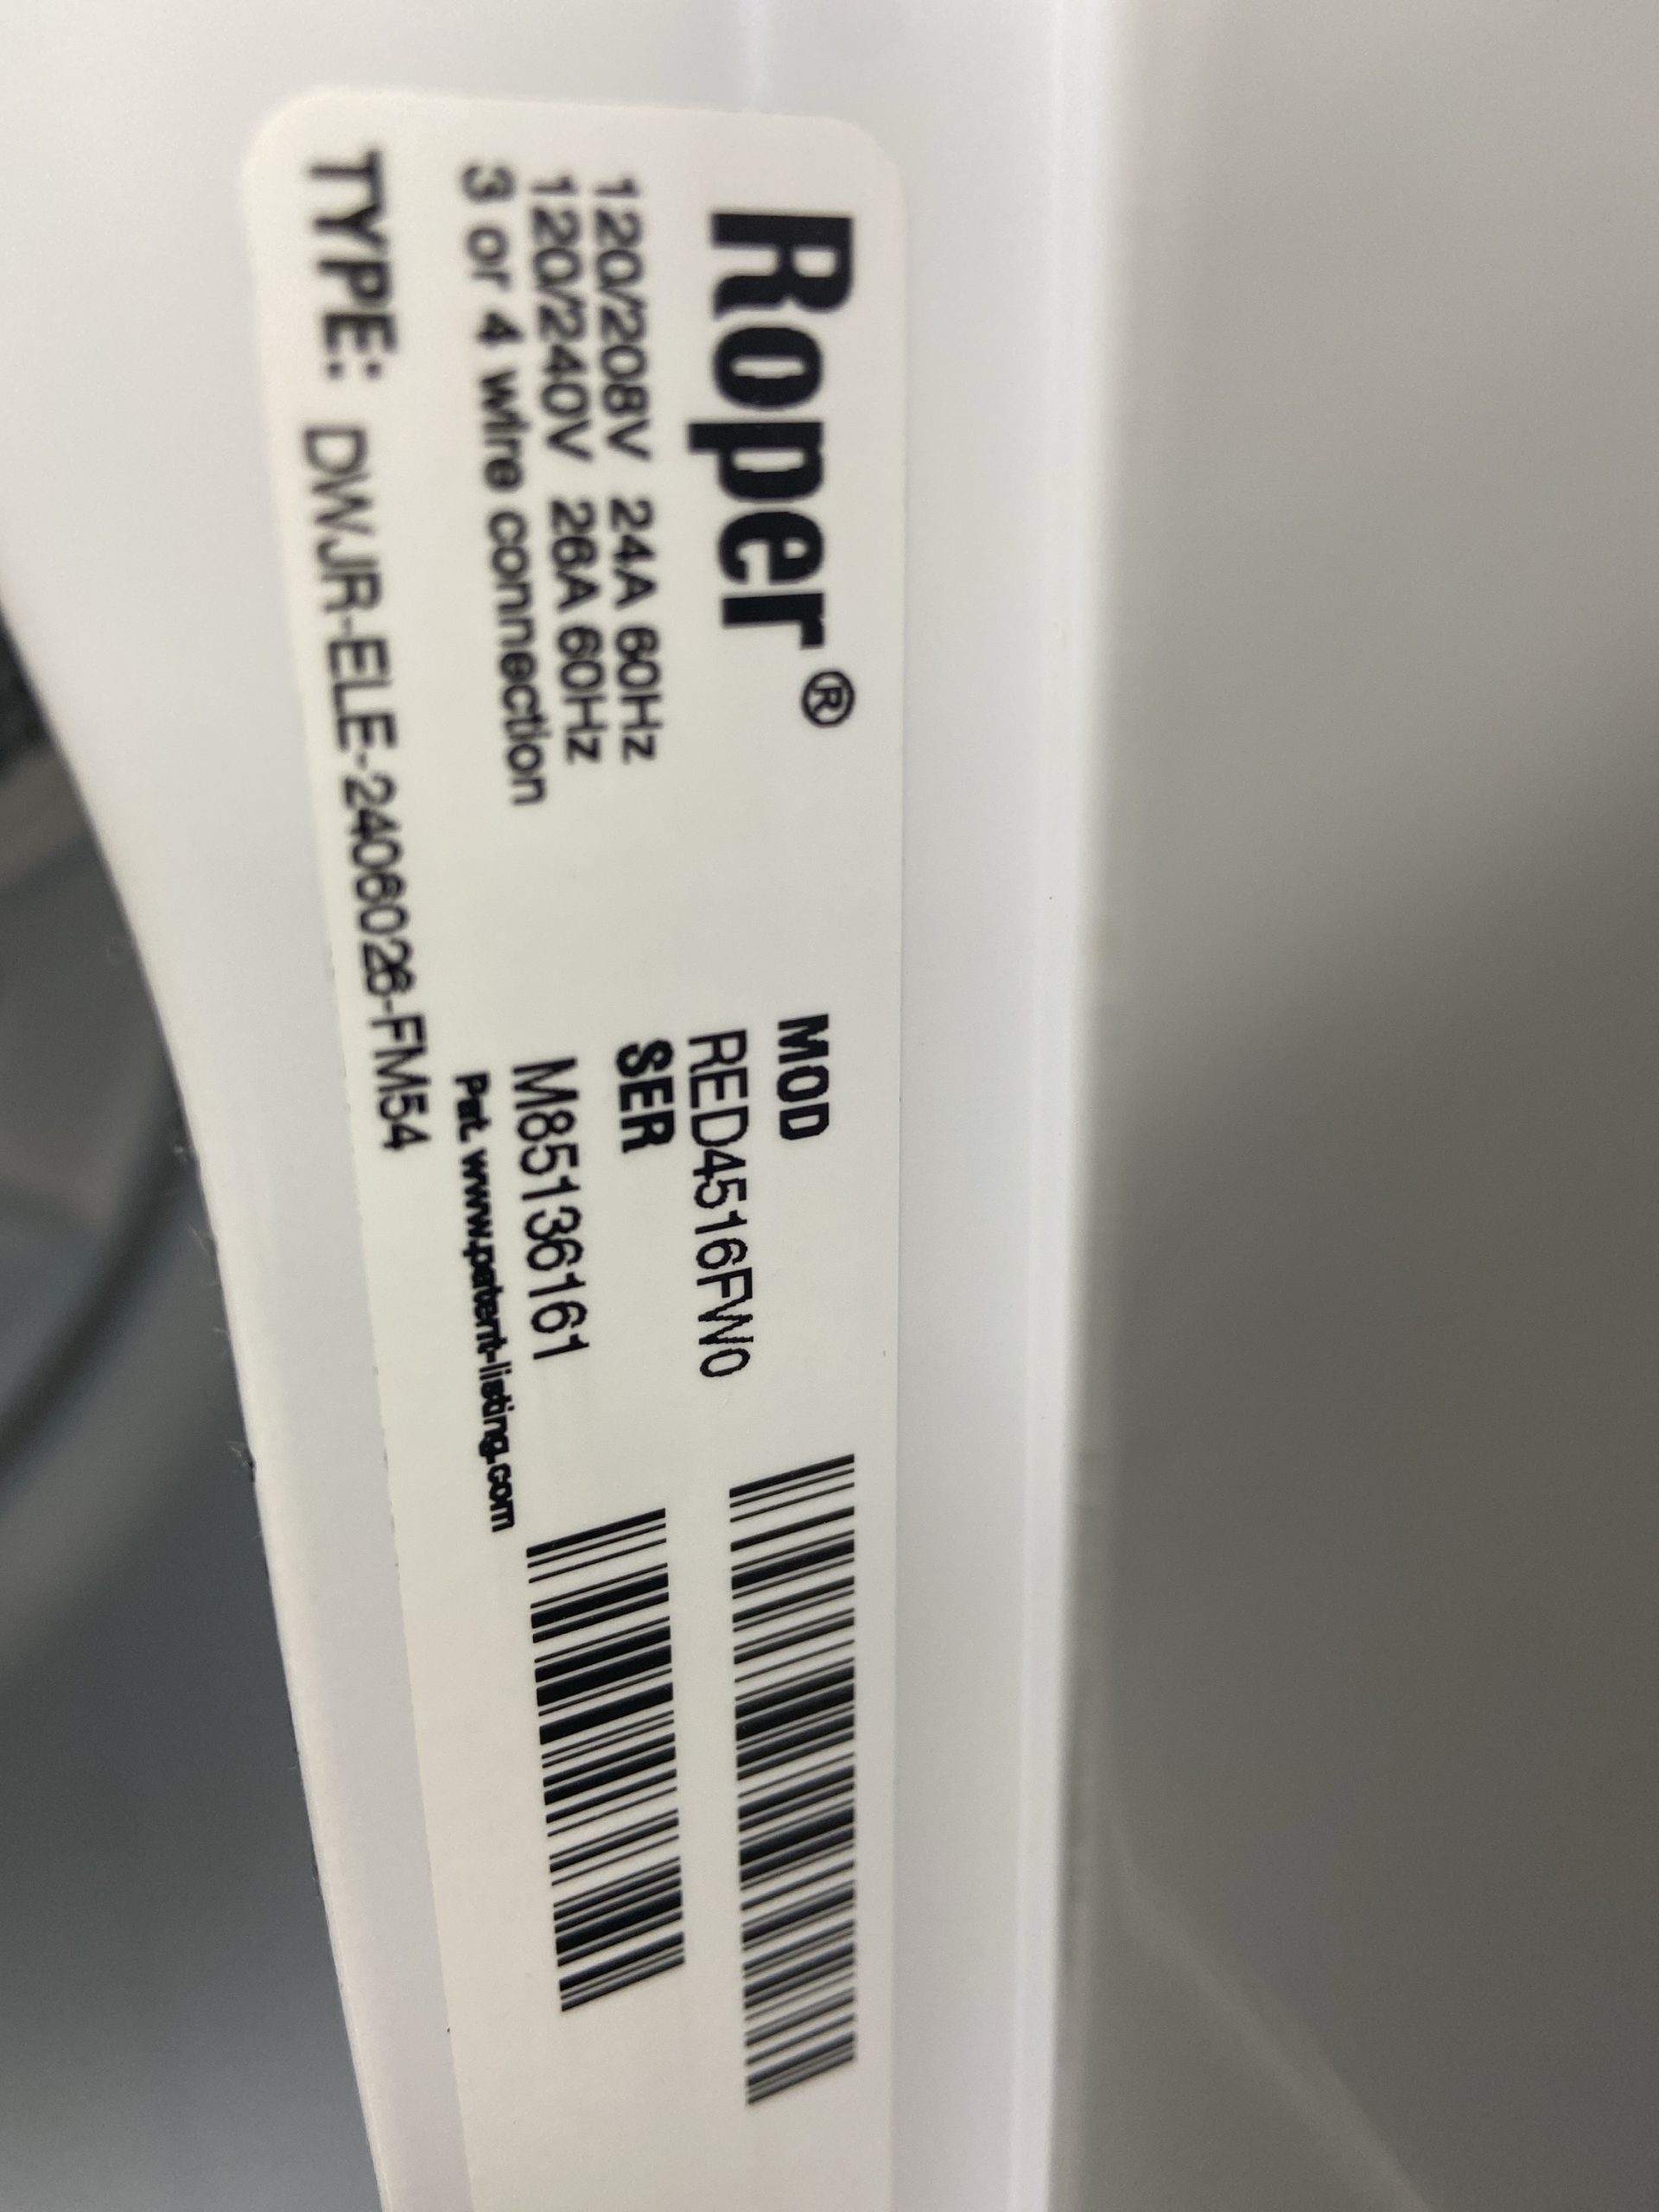 Roper®
120/208V 24A 60Hz
120/240V 26A 60Hz
3 or 4 wire connection
TYPE: DWJR-ELE-2406026-FM54
MOD
RED4516FW0
SER
M85136161
Pat. www.patent-listing.com